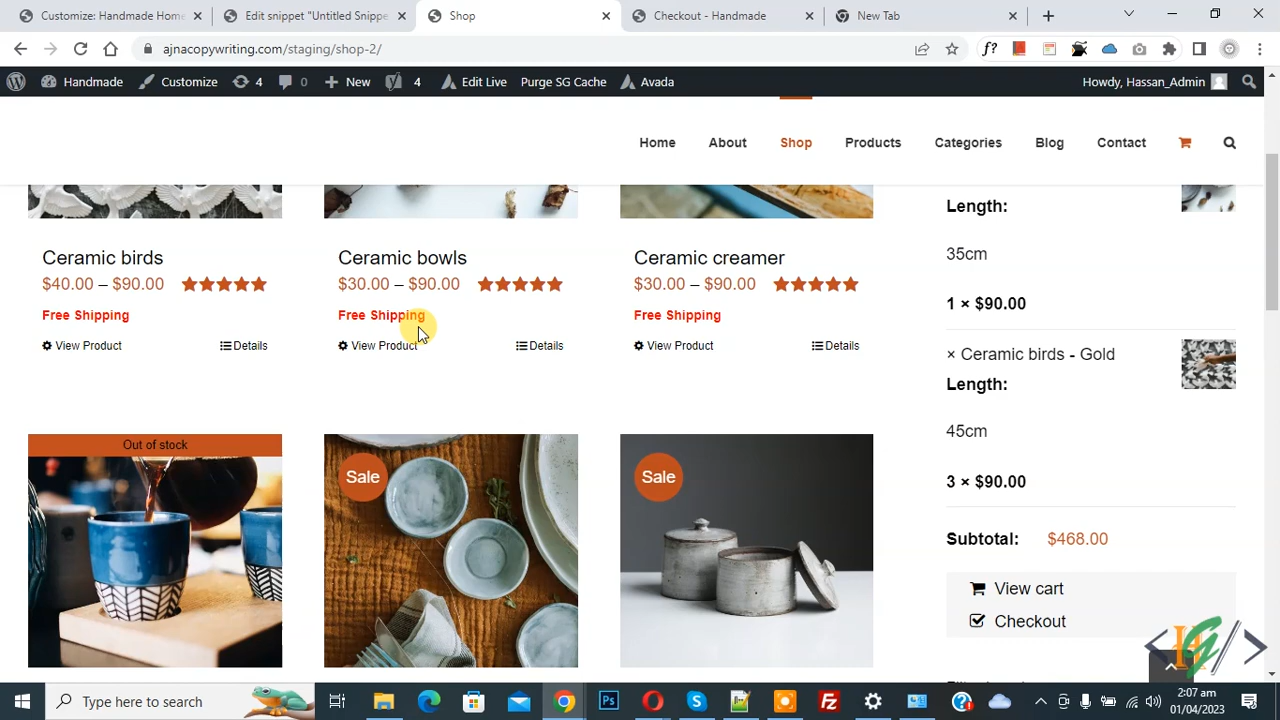 Customize: Handmade Home
Edit snippet "Untitled Snippe
Shop
Checkout - Handmade
New Tab
ajnacopywriting.com/staging/shop-2/
Handmade
Customize
4
0
New
4
Edit Live
Purge SG Cache
Avada
Howdy, Hassan_Admin
Home
About
Shop
Products
Categories
Blog
Contact
Length:
35cm
1 × $90.00
× Ceramic birds - Gold
Length:
45cm
3 × $90.00
Subtotal: $468.00
View cart
Checkout
Ceramic birds
$40.00 – $90.00
Free Shipping
View Product
Details
Ceramic bowls
$30.00 – $90.00
Free Shipping
View Product
Details
Ceramic creamer
$30.00 – $90.00
Free Shipping
View Product
Details
Out of stock
Sale
Sale
Type here to search
2:07 am
01/04/2023